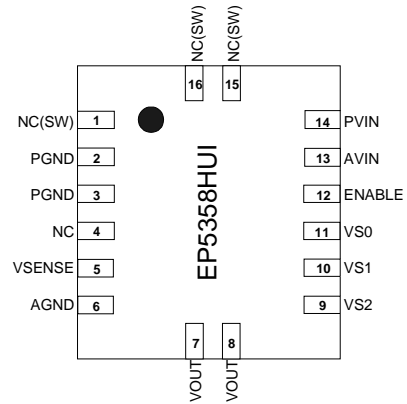 NC(SW)
NC(SW)
16
15
NC(SW) 1
14 PVIN
PGND 2
13 AVIN
PGND 3
12 ENABLE
NC 4
11 VS0
VSENSE 5
10 VS1
AGND 6
9 VS2
EP5358HUI
7
8
VOUT
VOUT